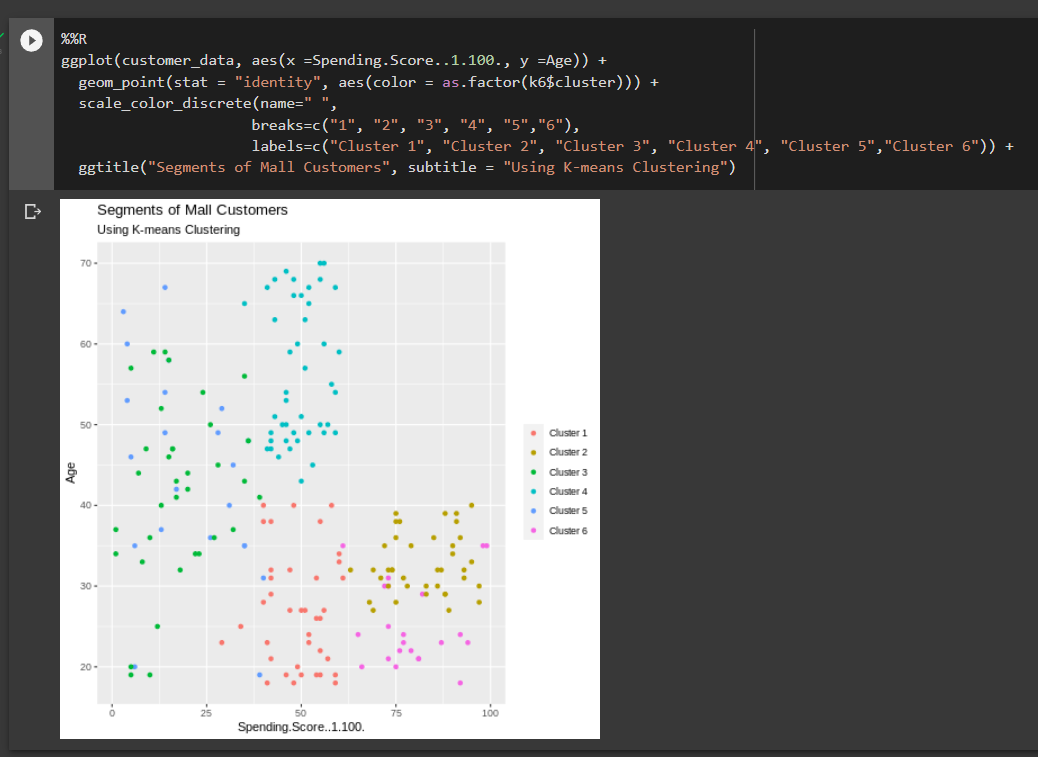 %%R
ggplot(customer_data, aes(x =Spending.Score..1.100., y =Age)) +
  geom_point(stat = "identity", aes(color = as.factor(k6$cluster))) +
  scale_color_discrete(name=" ",
                       breaks=c("1", "2", "3", "4", "5","6"),
                       labels=c("Cluster 1", "Cluster 2", "Cluster 3", "Cluster 4", "Cluster 5","Cluster 6")) +
  ggtitle("Segments of Mall Customers", subtitle = "Using K-means Clustering")
Segments of Mall Customers
Using K-means Clustering
70
60
50
40
30
20
Age
0 25 50 75 100
Spending.Score..1.100.
Cluster 1
Cluster 2
Cluster 3
Cluster 4
Cluster 5
Cluster 6